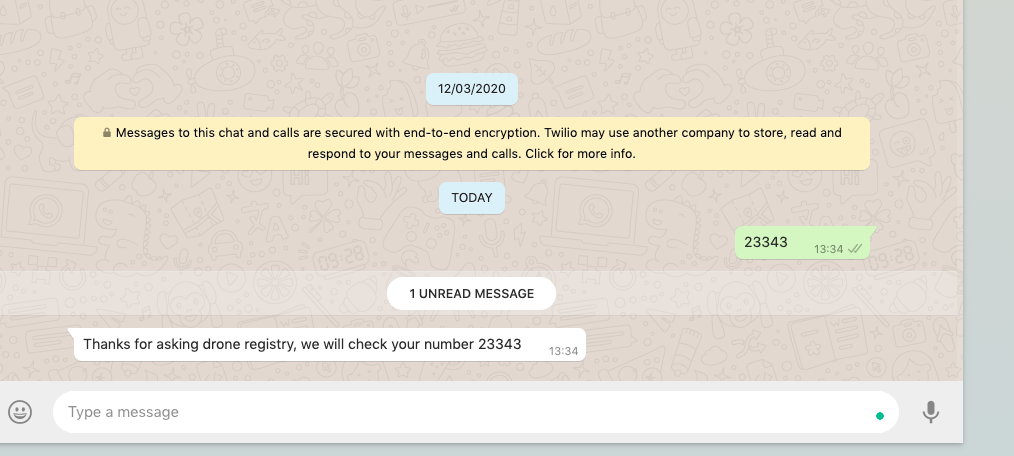 12/03/2020
Messages to this chat and calls are secured with end-to-end encryption. Twilio may use another company to store, read and
respond to your messages and calls. Click for more info.
TODAY
23343
13:34
1 UNREAD MESSAGE
Thanks for asking drone registry, we will check your number 23343
13:34
Type a message